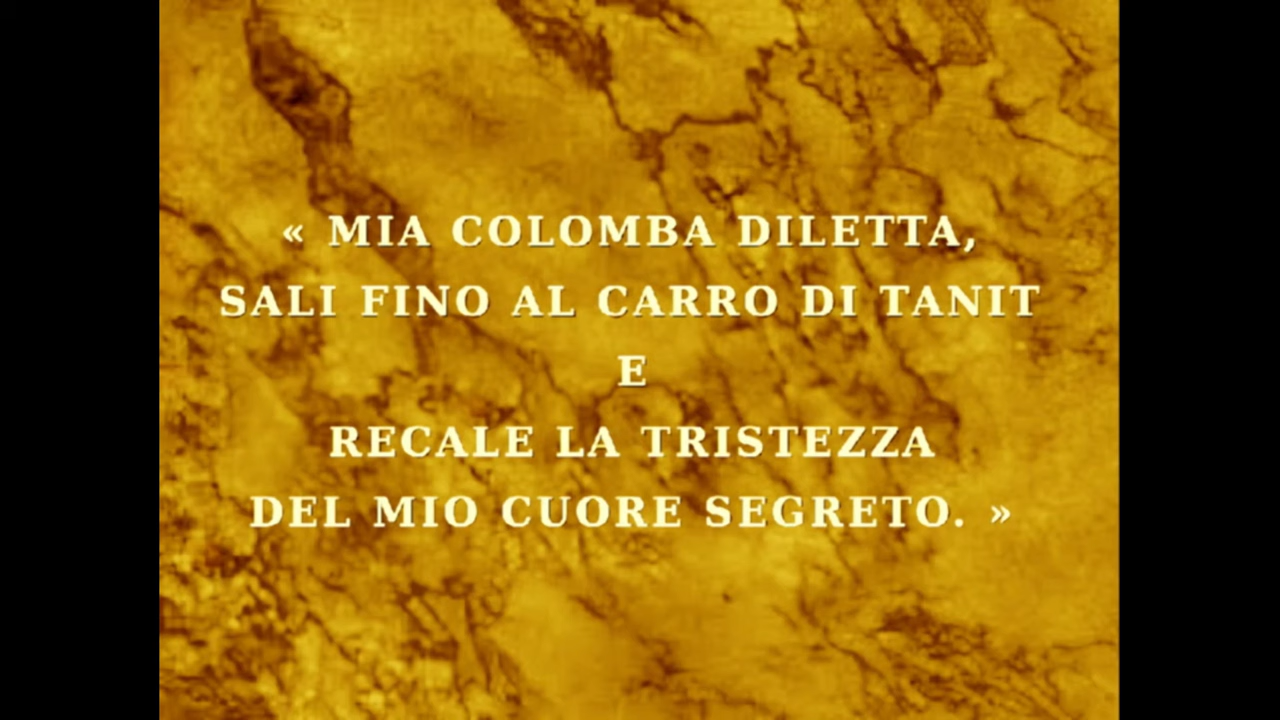 « MIA COLOMBA DILETTA,
SALI FINO AL CARRO DI TANIT
E
RECALE LA TRISTEZZA
DEL MIO CUORE SEGRETO. »